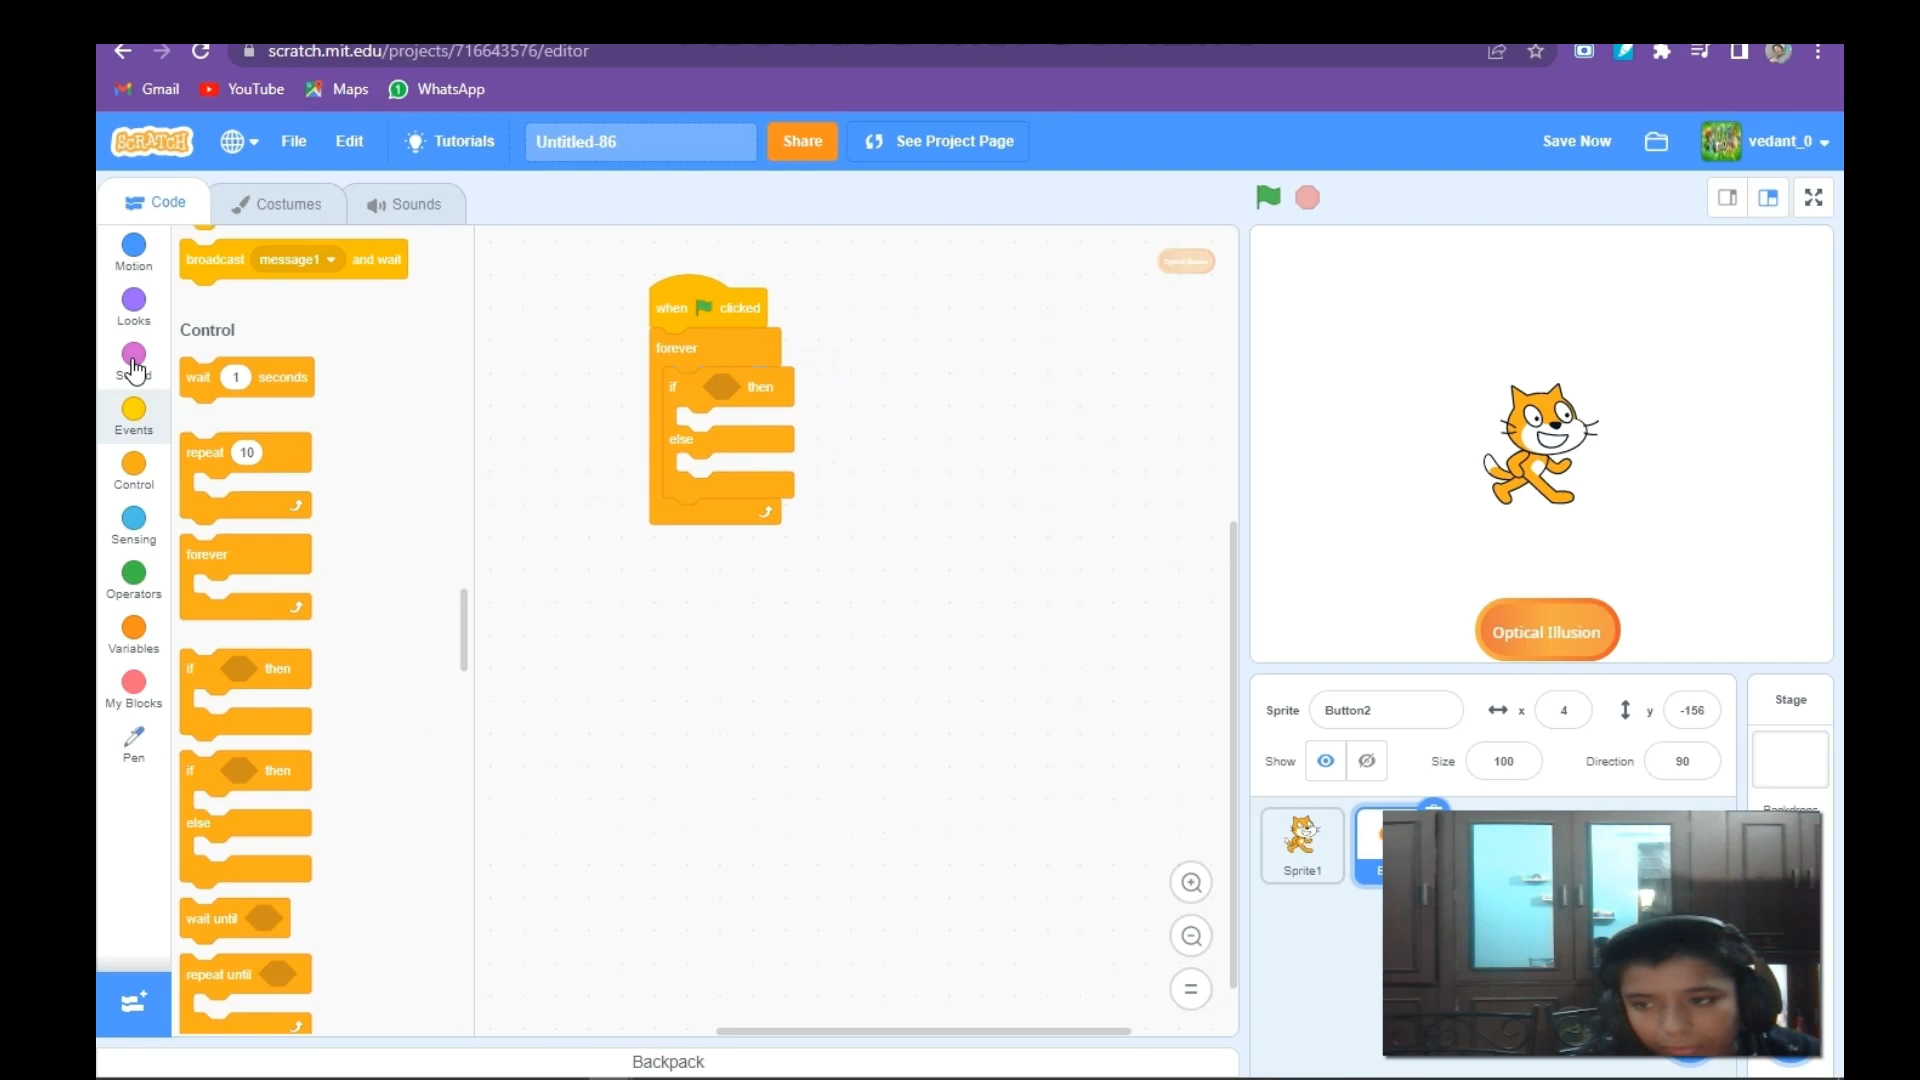 scratch.mit.edu/projects/716643576/editor
Gmail YouTube Maps WhatsApp
SCRATCH File Edit Tutorials Untitled-86 Share See Project Page Save Now vedant_0
Code Costumes Sounds
Motion
Looks
Events
Control
Sensing
Operators
Variables
My Blocks
Pen
broadcast message1 and wait
Control
wait 1 seconds
repeat 10
forever
if then
if then
else
wait until
repeat until
when clicked
forever
if then
else
Optical Illusion
Optical Illusion
Sprite Button2 x 4 y -156
Show Size 100 Direction 90
Sprite1
Stage
Backpack